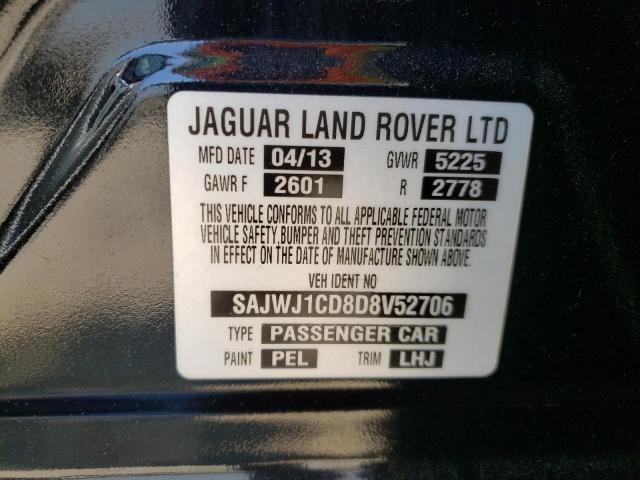 JAGUAR LAND ROVER LTD
MFD DATE 04/13 GVWR 5225
GAWR F 2601 R 2778
THIS VEHICLE CONFORMS TO ALL APPLICABLE FEDERAL MOTOR
VEHICLE SAFETY, BUMPER AND THEFT PREVENTION STANDARDS
IN EFFECT ON THE DATE OF MANUFACTURE SHOWN ABOVE.
VEH IDENT NO
SAJWJ1CD8D8V52706
TYPE PASSENGER CAR
PAINT PEL TRIM LHJ